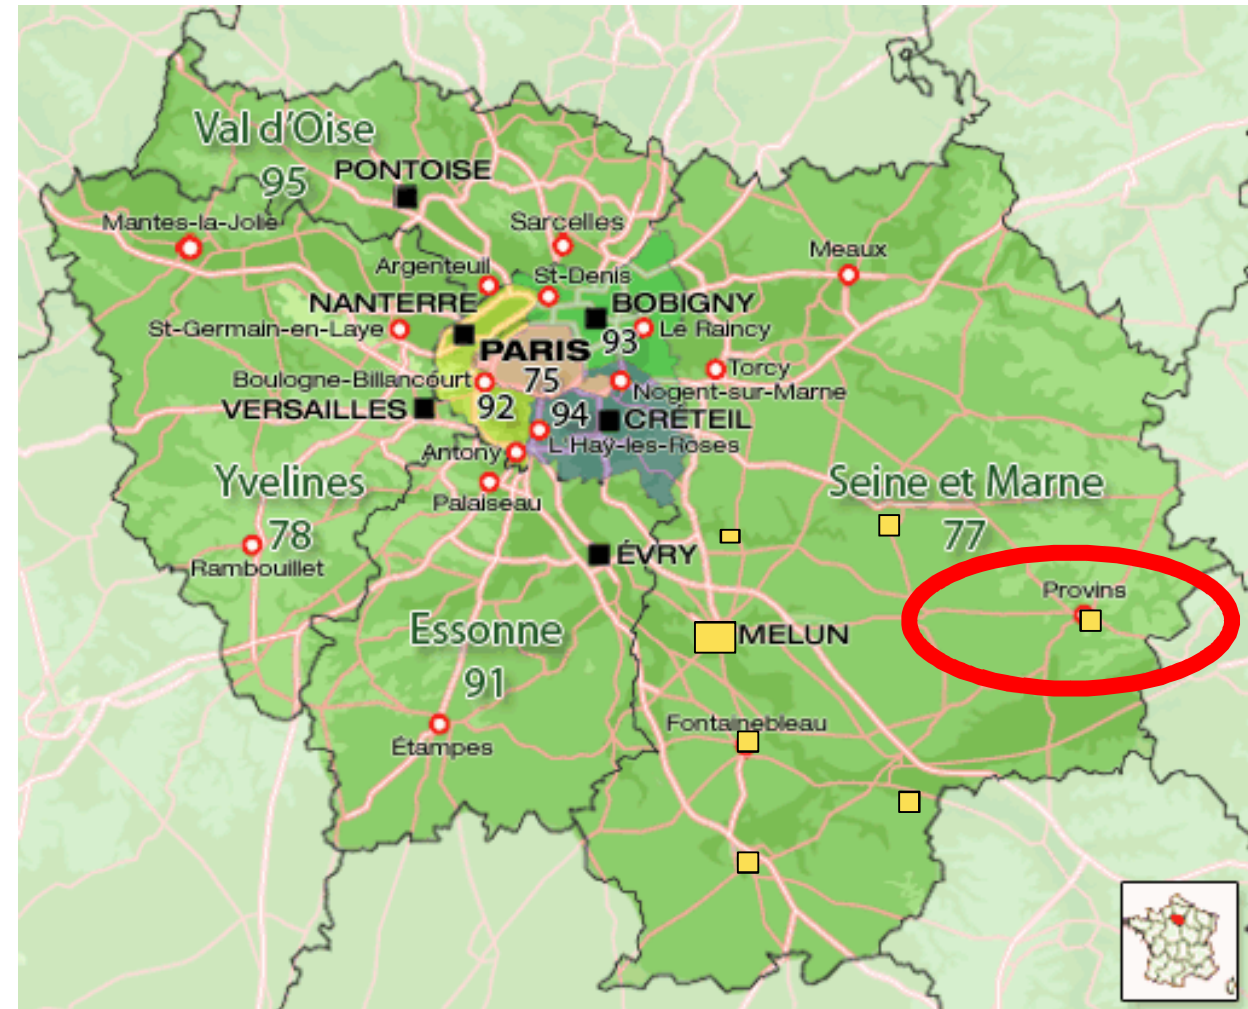 Val d'Oise
95
PONTOISE
Mantes-la-Jolie
Sarcelles
Argenteuil
St-Denis
Meaux
NANTERRE
BOBIGNY
St-Germain-en-Laye
93
Le Raincy
PARIS
75
Torcy
Boulogne-Billancourt
Nogent-sur-Marne
VERSAILLES
92
94
CRÉTEIL
Antony
L'Haÿ-les-Roses
Yvelines
78
Palaiseau
Seine et Marne
77
Rambouillet
ÉVRY
Provins
Essonne
91
MELUN
Fontainebleau
Étampes